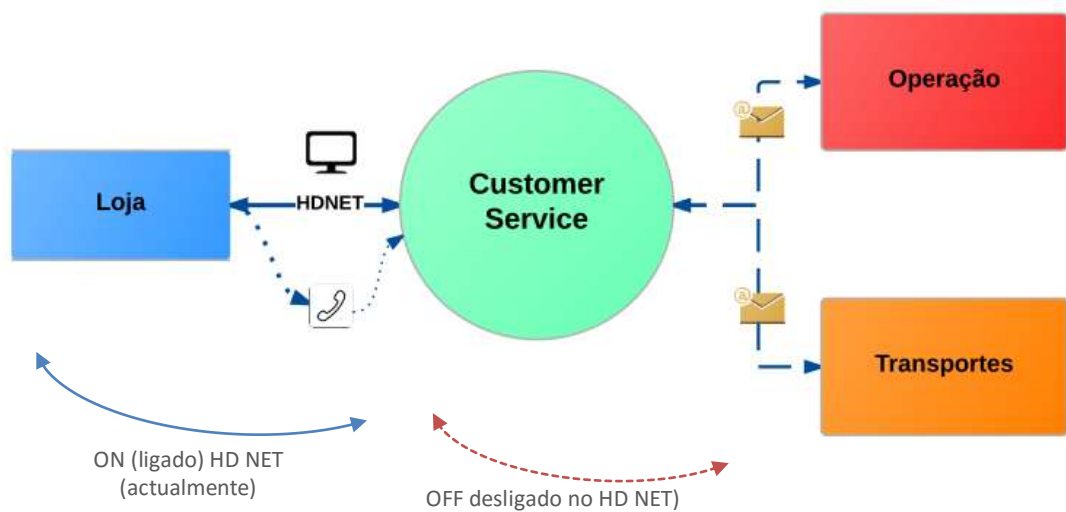 Operação
@
Loja
HDNET
Customer
Service
@
Transportes
ON (ligado) HD NET
(actualmente)
OFF desligado no HD NET)